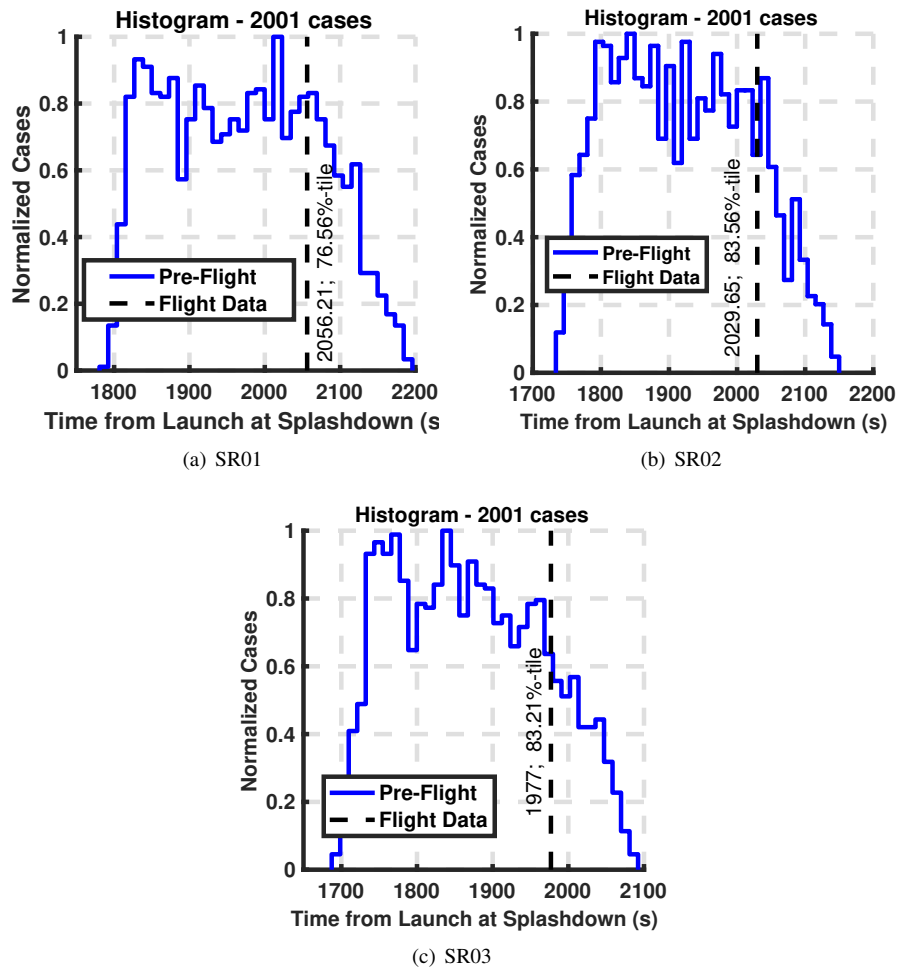 Histogram - 2001 cases
1
0.8
0.6
0.4
0.2
0
Normalized Cases
Pre-Flight
Flight Data
2056.21; 76.56%-tile
1800 1900 2000 2100 2200
Time from Launch at Splashdown (s
(a) SR01
Histogram - 2001 cases
1
0.8
0.6
0.4
0.2
0
Normalized Cases
Pre-Flight
Flight Data
2029.65; 83.56%-tile
1700 1800 1900 2000 2100 2200
Time from Launch at Splashdown (s)
(b) SR02
Histogram - 2001 cases
1
0.8
0.6
0.4
0.2
0
Normalized Cases
Pre-Flight
Flight Data
1977; 83.21%-tile
1700 1800 1900 2000 2100
Time from Launch at Splashdown (s)
(c) SR03